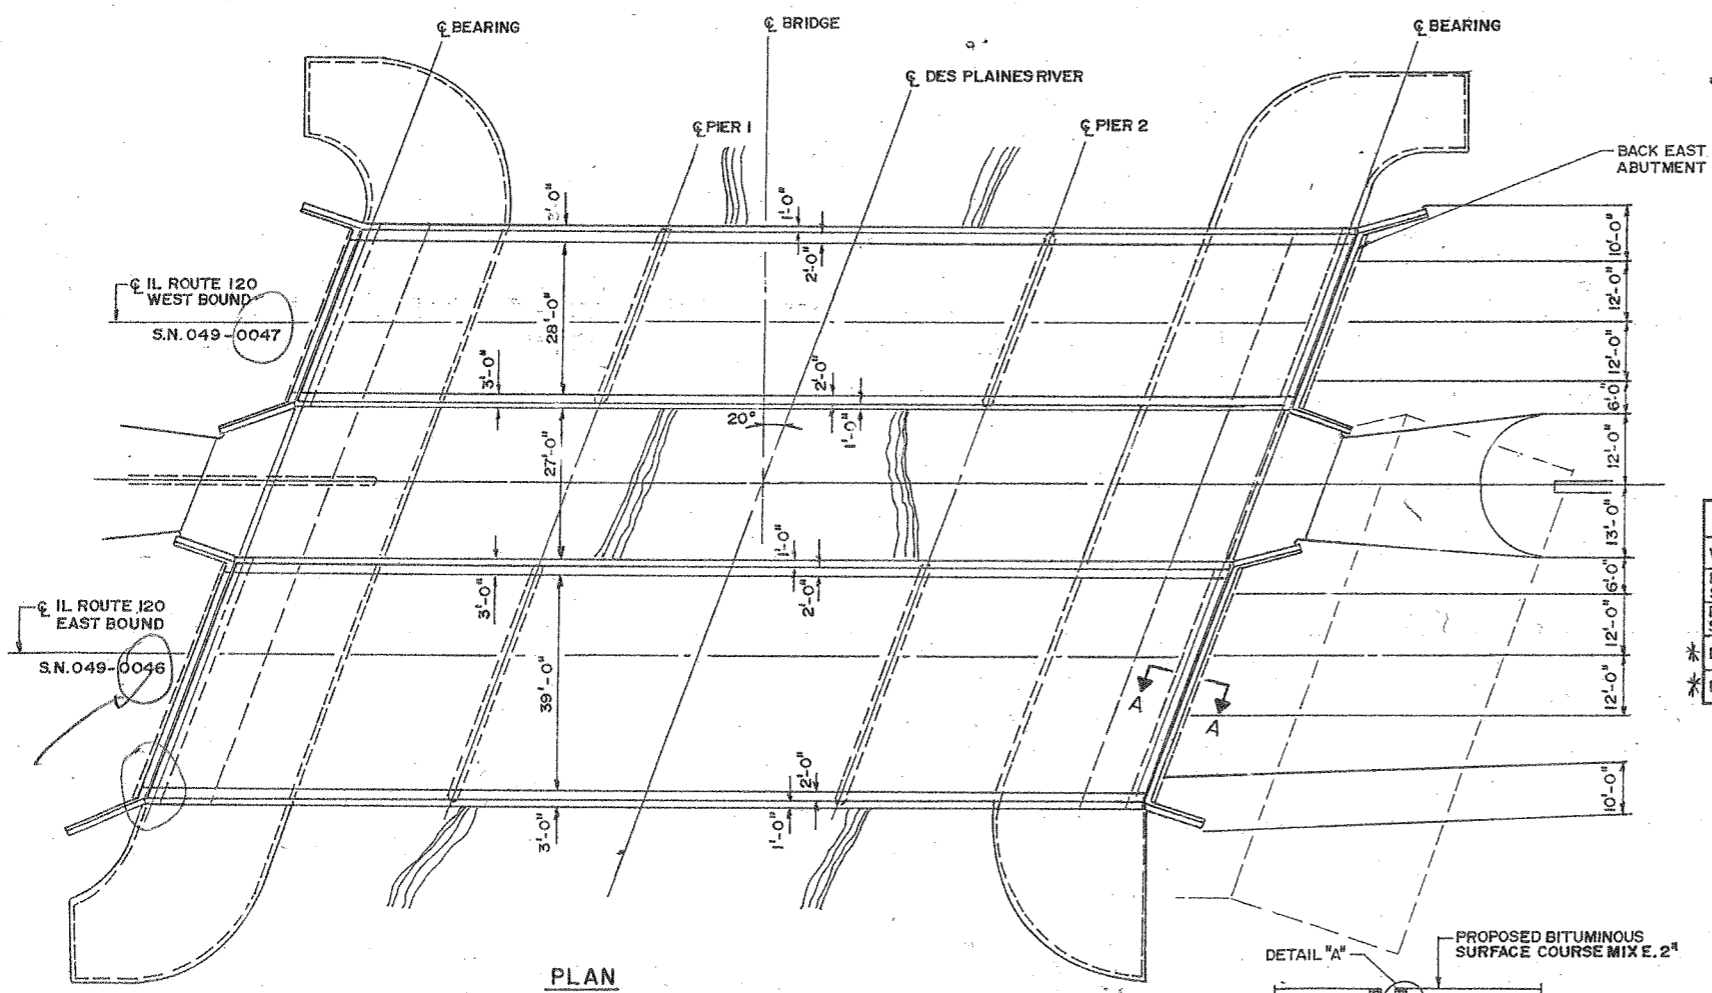 ℄ BEARING
℄ BRIDGE
℄ BEARING
℄ DES PLAINES RIVER
℄ PIER 1
℄ PIER 2
BACK EAST
ABUTMENT
℄ IL ROUTE 120
WEST BOUND
S.N. 049-0047
3'-0"
1'-0"
2'-0"
28'-0"
3'-0"
2'-0"
1'-0"
20°
27'-0"
10'-0"
12'-0"
12'-0"
6'-0"
12'-0"
13'-0"
6'-0"
12'-0"
12'-0"
10'-0"
℄ IL ROUTE 120
EAST BOUND
S.N. 049-0046
3'-0"
1'-0"
2'-0"
39'-0"
A
A
2'-0"
3'-0"
1'-0"
PLAN
DETAIL "A"
PROPOSED BITUMINOUS
SURFACE COURSE MIX E. 2"